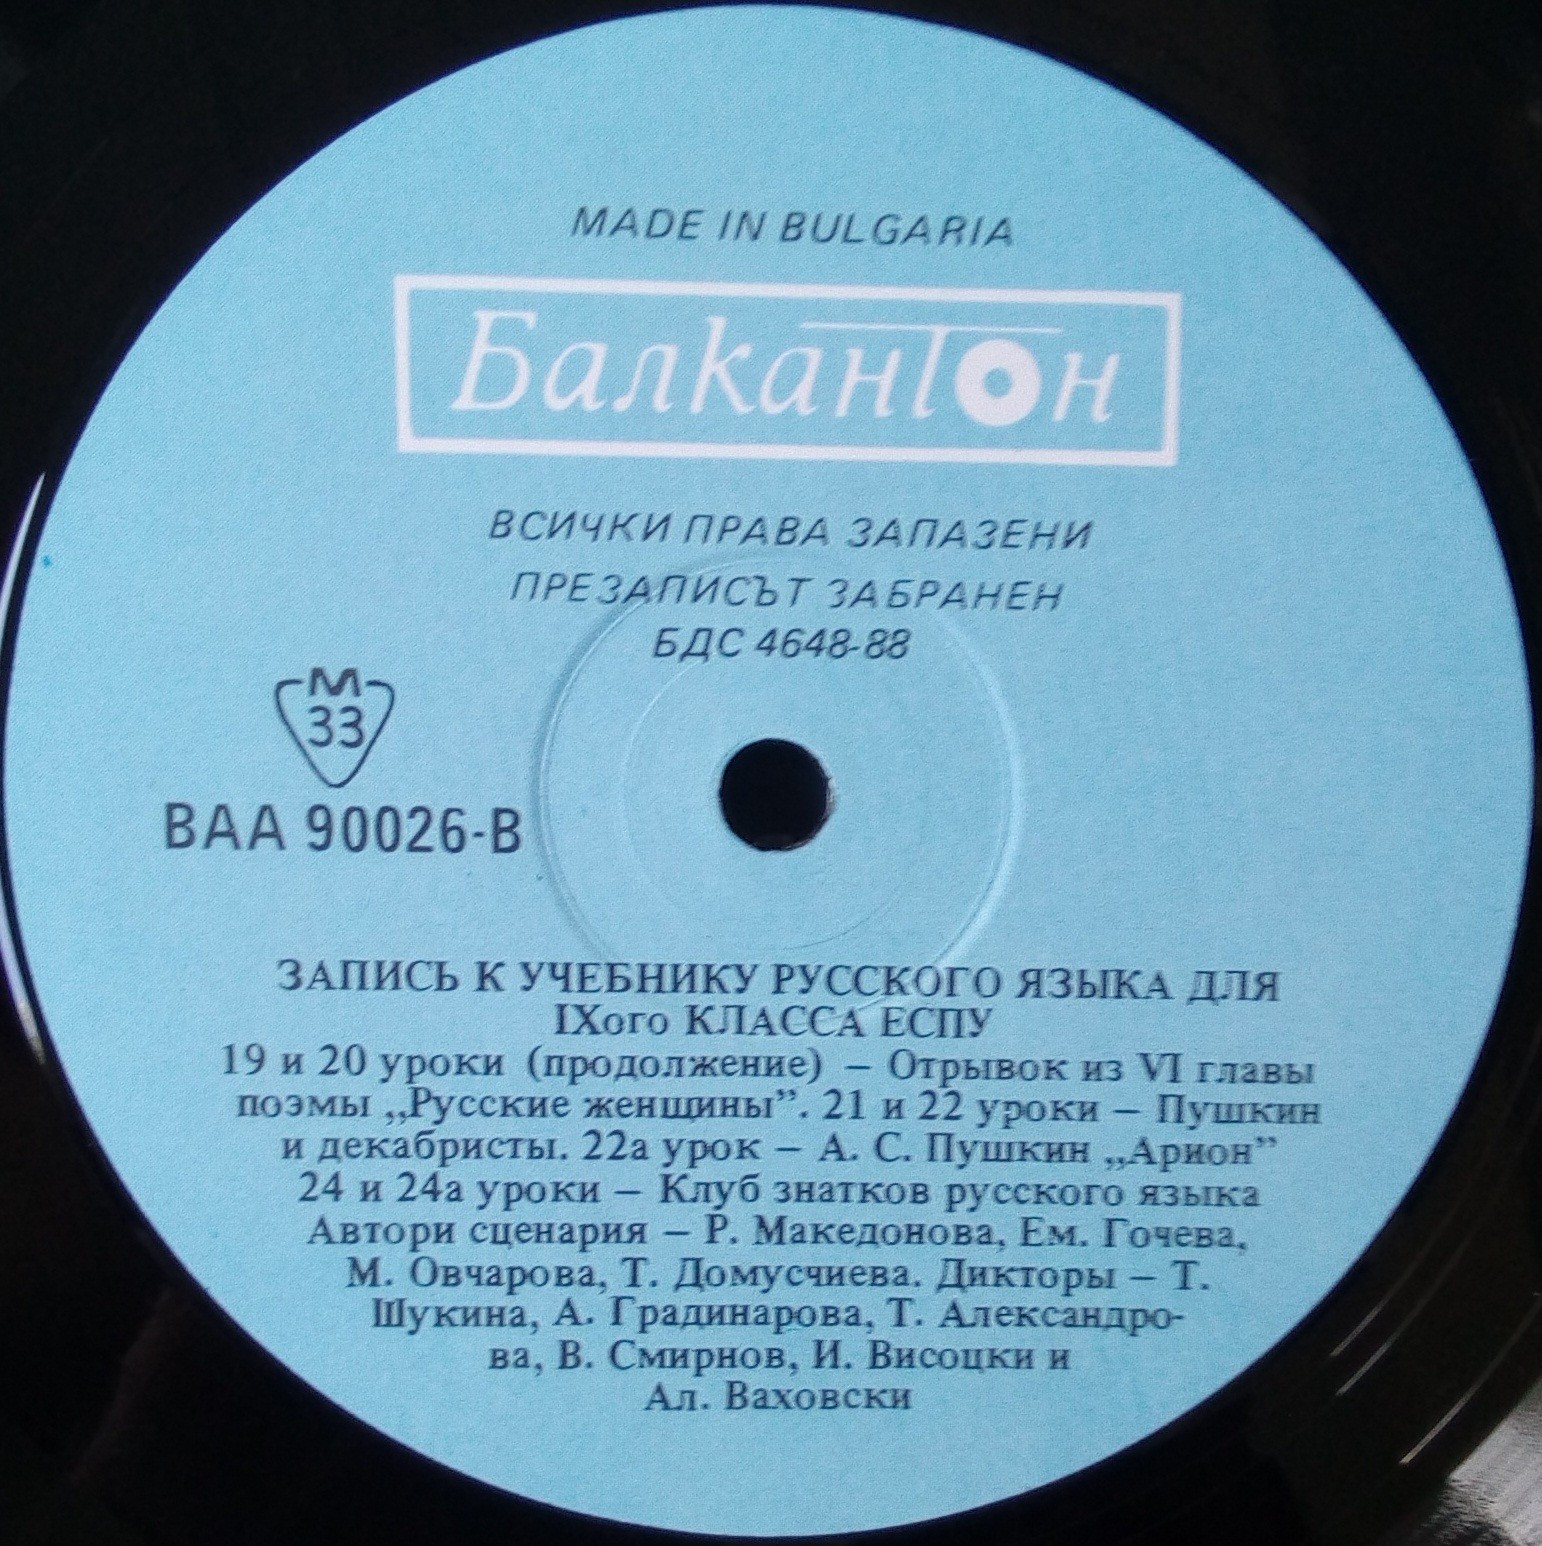 MADE IN BULGARIA
Балкантон
ВСИЧКИ ПРАВА ЗАПАЗЕНИ
ПРЕЗАПИСЪТ ЗАБРАНЕН
БДС 4648-88
М
33
ВАА 90026-В
ЗАПИСЬ К УЧЕБНИКУ РУССКОГО ЯЗЫКА ДЛЯ
IXого КЛАССА ЕСПУ
19 и 20 уроки (продолжение) – Отрывок из VI главы
поэмы „Русские женщины”. 21 и 22 уроки – Пушкин
и декабристы. 22а урок – А. С. Пушкин „Арион”
24 и 24а уроки – Клуб знатков русского языка
Автори сценария – Р. Македонова, Ем. Гочева,
М. Овчарова, Т. Домусчиева. Дикторы – Т.
Шукина, А. Градинарова, Т. Александро-
ва, В. Смирнов, И. Висоцки и
Ал. Ваховски